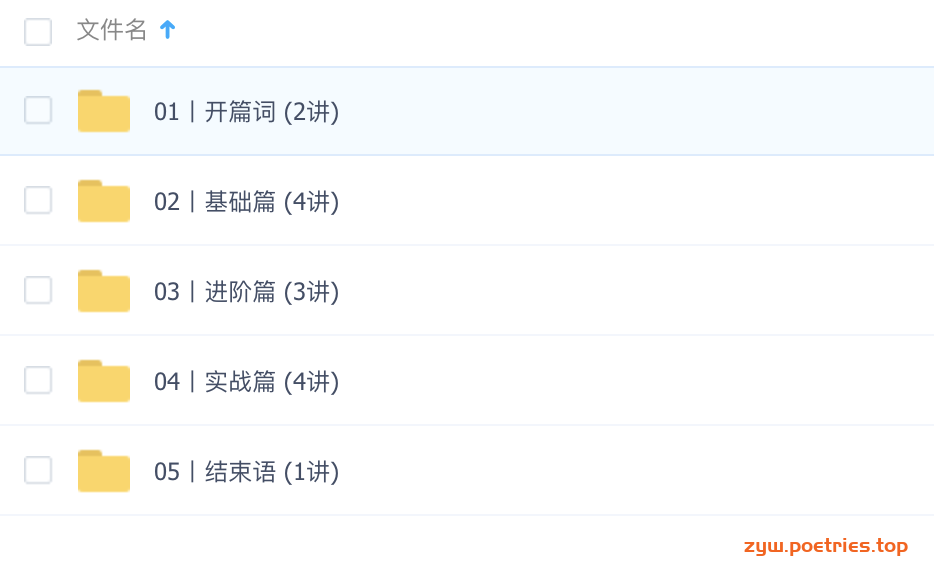 文件名
01丨开篇词 (2讲)
02丨基础篇 (4讲)
03丨进阶篇 (3讲)
04丨实战篇 (4讲)
05丨结束语 (1讲)
zyw.poetries.top